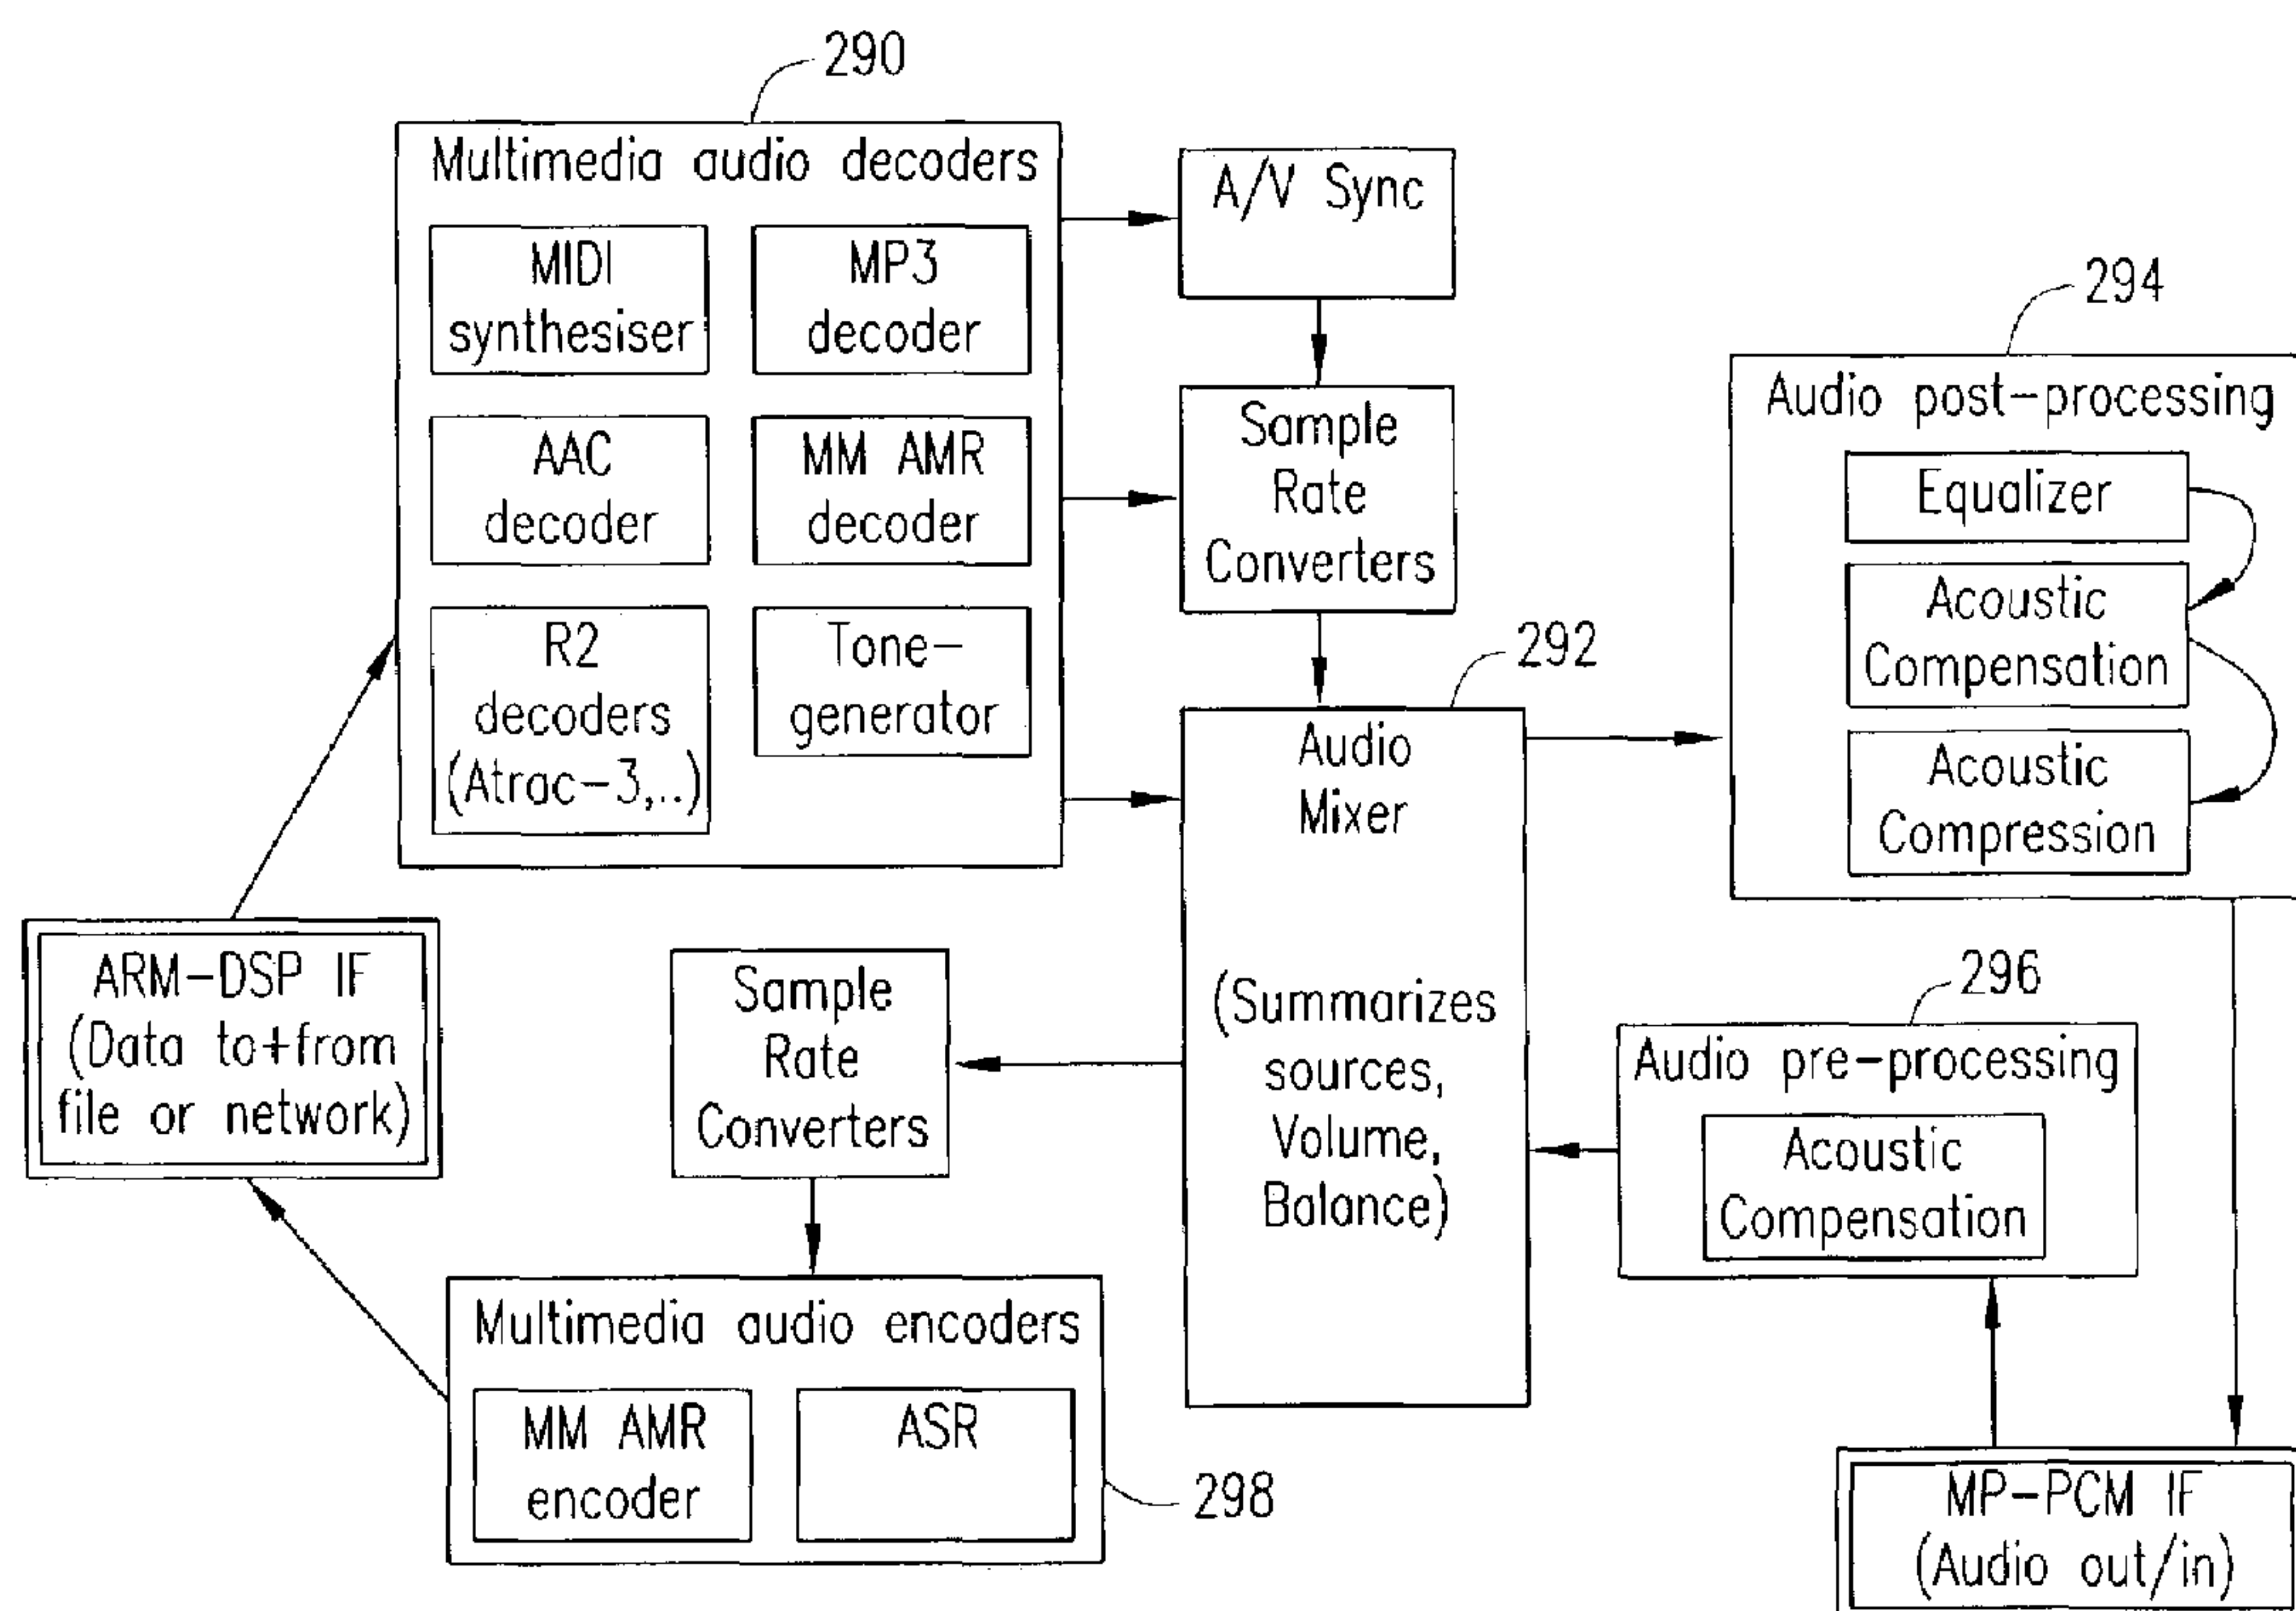 290
Multimedia audio decoders
MIDI
synthesiser
MP3
decoder
AAC
decoder
MM AMR
decoder
R2
decoders
(Atrac-3,..)
Tone-
generator
A/V Sync
Sample
Rate
Converters
292
Audio
Mixer
(Summarizes
sources,
Volume,
Balance)
294
Audio post-processing
Equalizer
Acoustic
Compensation
Acoustic
Compression
296
Audio pre-processing
Acoustic
Compensation
MP-PCM IF
(Audio out/in)
ARM-DSP IF
(Data to+from
file or network)
Sample
Rate
Converters
Multimedia audio encoders
MM AMR
encoder
ASR
298